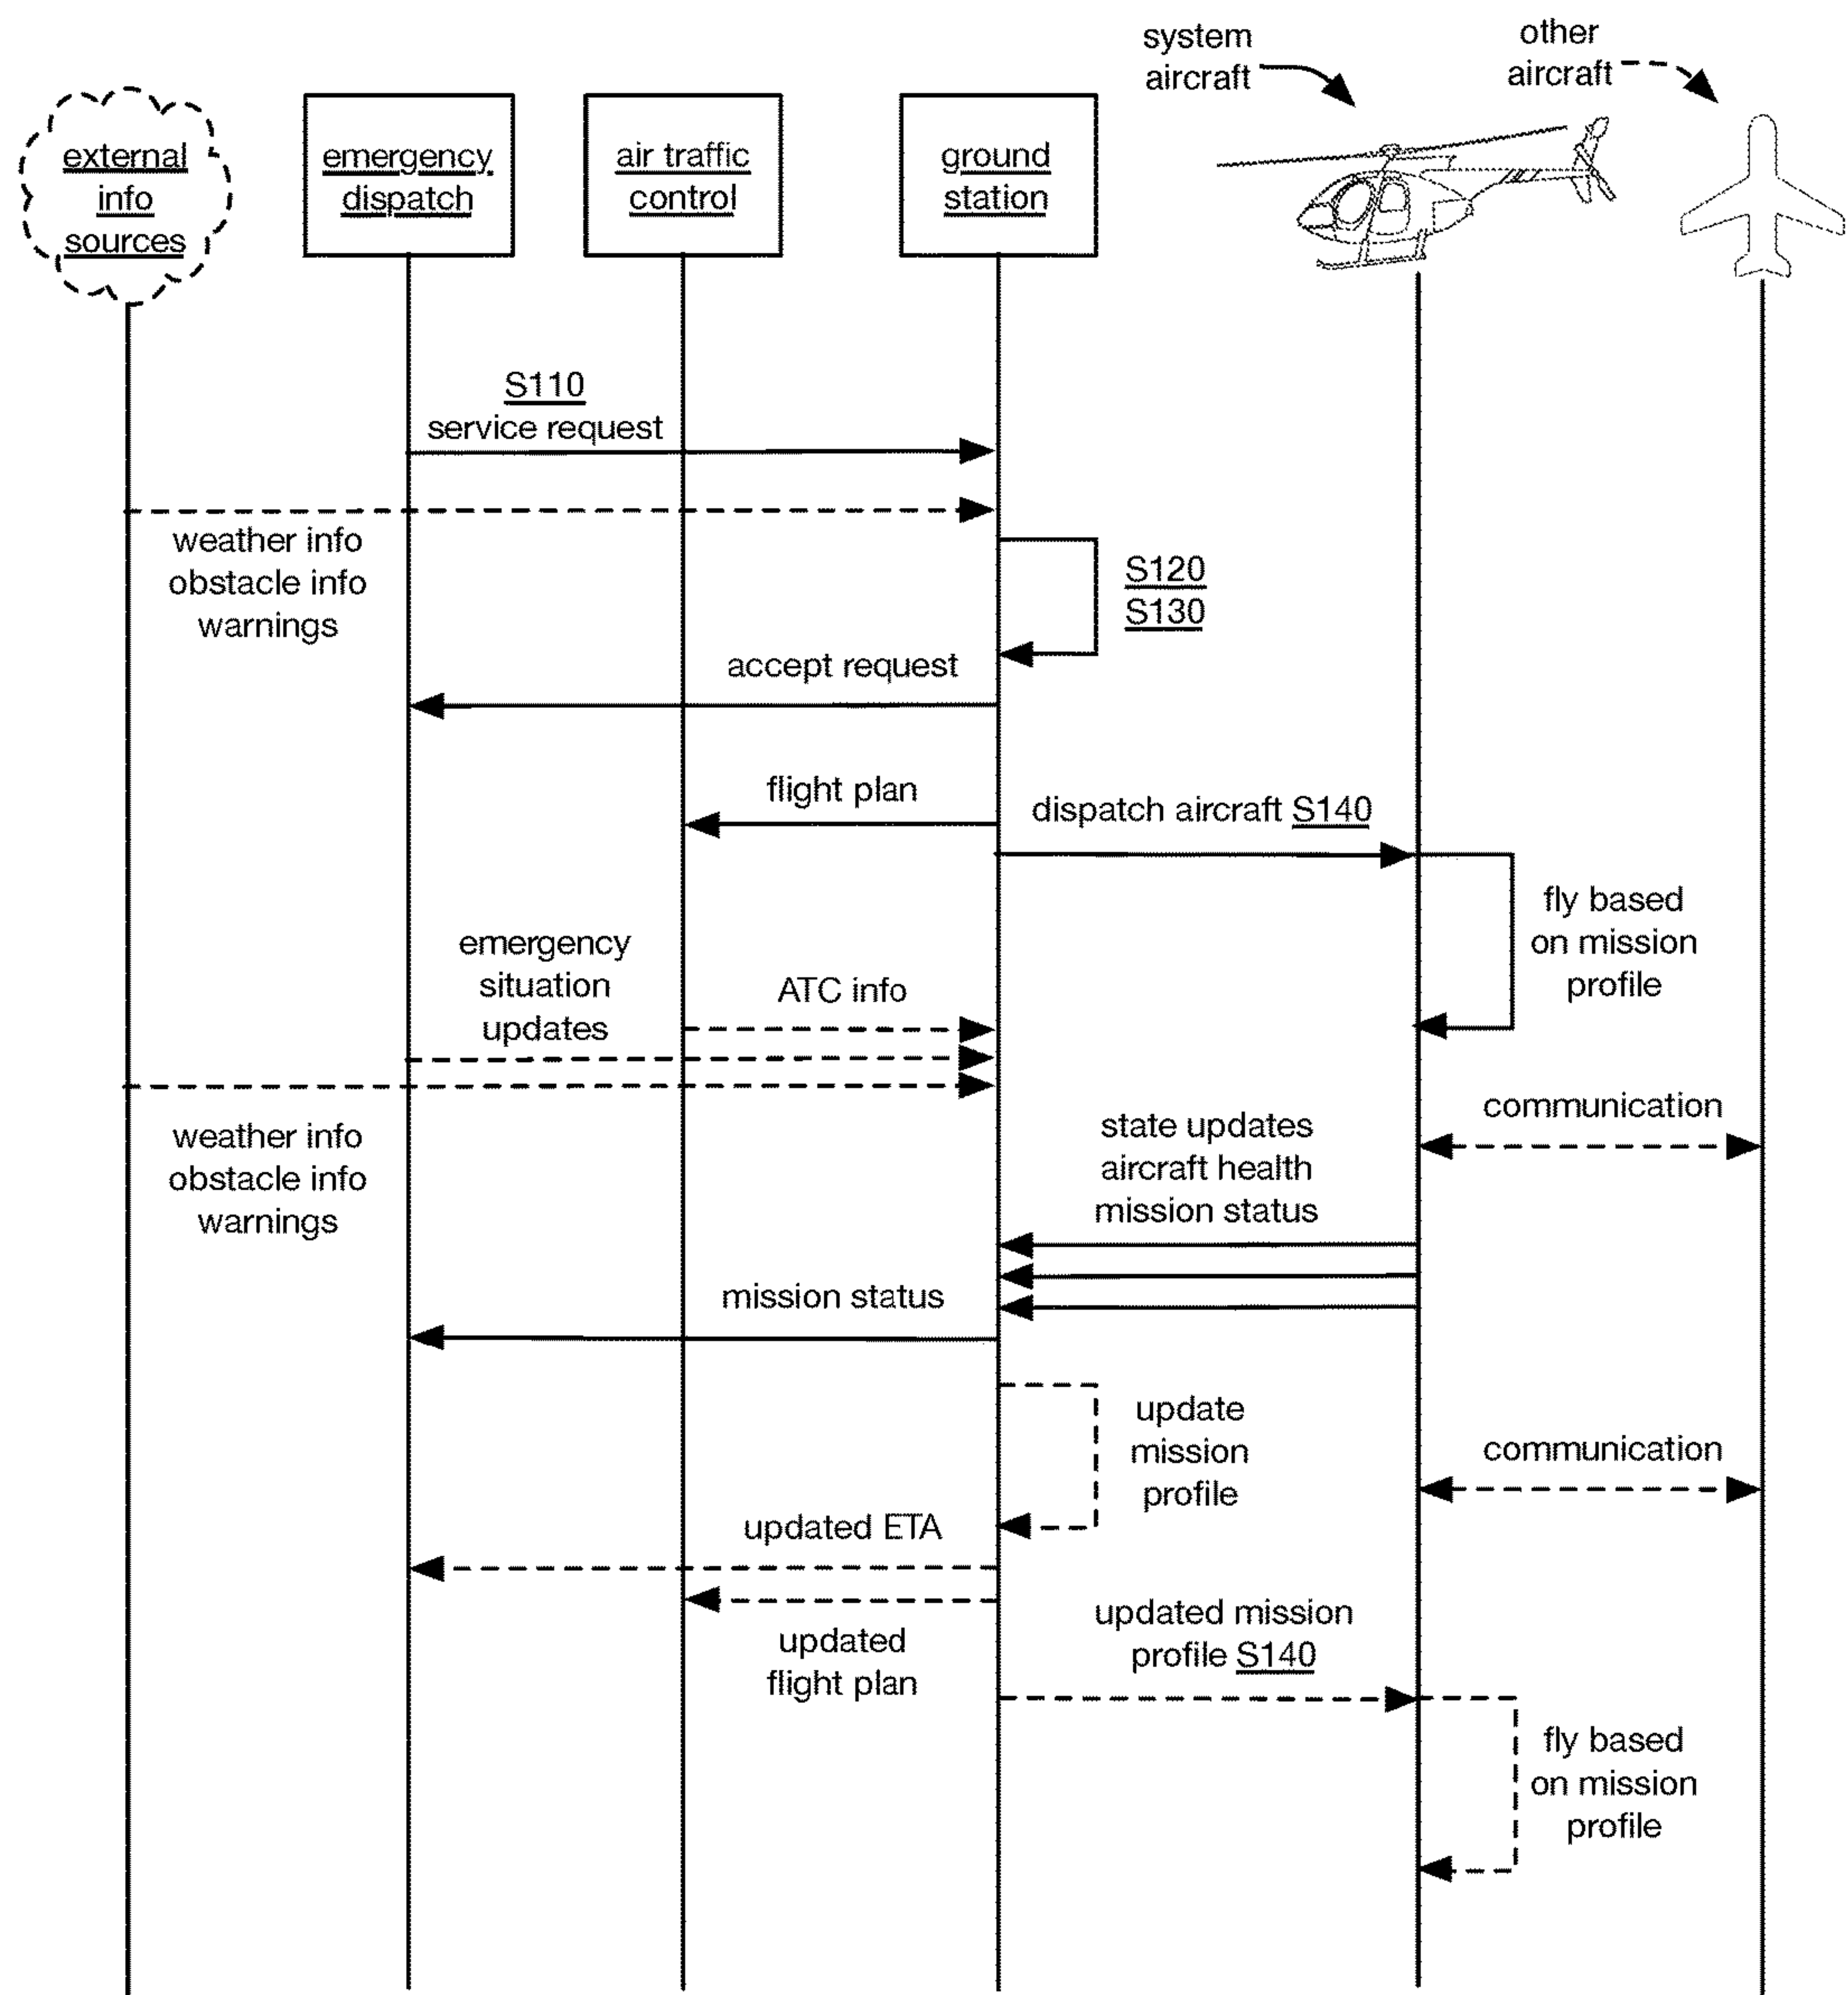 system
aircraft
other
aircraft
external
info
sources
emergency
dispatch
air traffic
control
ground
station
S110
service request
weather info
obstacle info
warnings
S120
S130
accept request
flight plan
dispatch aircraft S140
fly based
on mission
profile
emergency
situation
updates
ATC info
communication
weather info
obstacle info
warnings
state updates
aircraft health
mission status
mission status
update
mission
profile
communication
updated ETA
updated
flight plan
updated mission
profile S140
fly based
on mission
profile